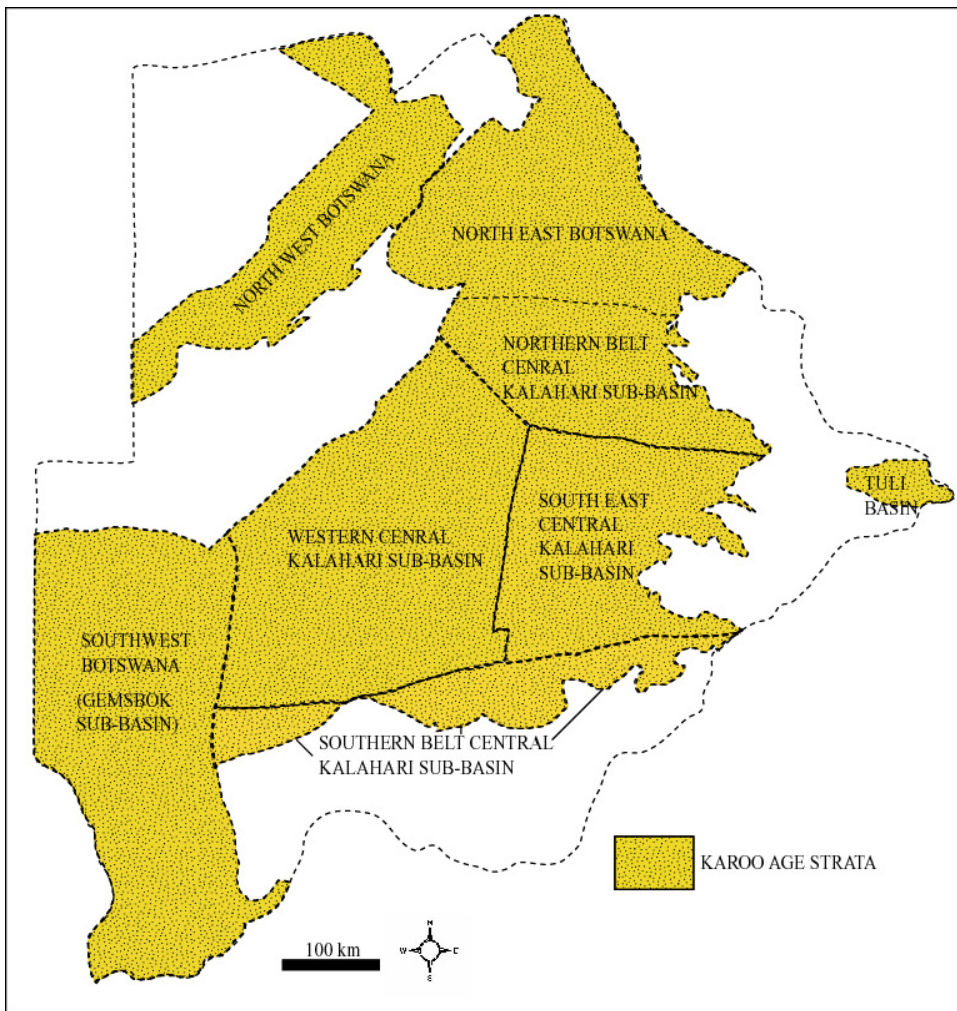 NORTH WEST BOTSWANA
NORTH EAST BOTSWANA
NORTHERN BELT
CENRAL
KALAHARI SUB-BASIN
TULI
BASIN
SOUTH EAST
CENTRAL
KALAHARI
SUB-BASIN
WESTERN CENRAL
KALAHARI SUB-BASIN
SOUTHWEST
BOTSWANA
(GEMSBOK
SUB-BASIN)
SOUTHERN BELT CENTRAL
KALAHARI SUB-BASIN
KAROO AGE STRATA
100 km
N
W
E
S